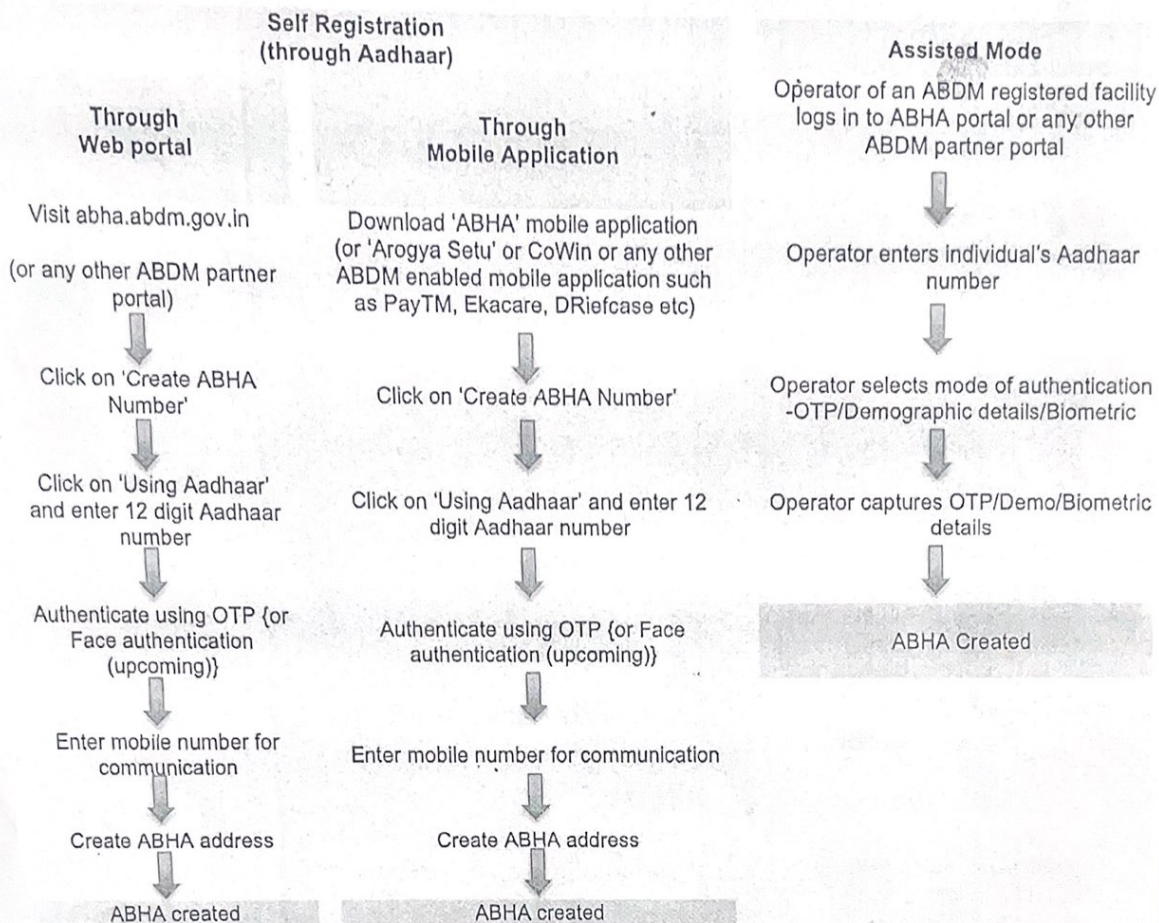 Self Registration
(through Aadhaar)
Through
Web portal
Visit abha.abdm.gov.in
(or any other ABDM partner
portal)
Click on 'Create ABHA
Number'
Click on 'Using Aadhaar'
and enter 12 digit Aadhaar
number
Authenticate using OTP {or
Face authentication
(upcoming)}
Enter mobile number for
communication
Create ABHA address
ABHA created
Through
Mobile Application
Download 'ABHA' mobile application
(or 'Arogya Setu' or CoWin or any other
ABDM enabled mobile application such
as PayTM, Ekacare, DRiefcase etc)
Click on 'Create ABHA Number'
Click on 'Using Aadhaar' and enter 12
digit Aadhaar number
Authenticate using OTP {or Face
authentication (upcoming)}
Enter mobile number for communication
Create ABHA address
ABHA created
Assisted Mode
Operator of an ABDM registered facility
logs in to ABHA portal or any other
ABDM partner portal
Operator enters individual's Aadhaar
number
Operator selects mode of authentication
-OTP/Demographic details/Biometric
Operator captures OTP/Demo/Biometric
details
ABHA Created